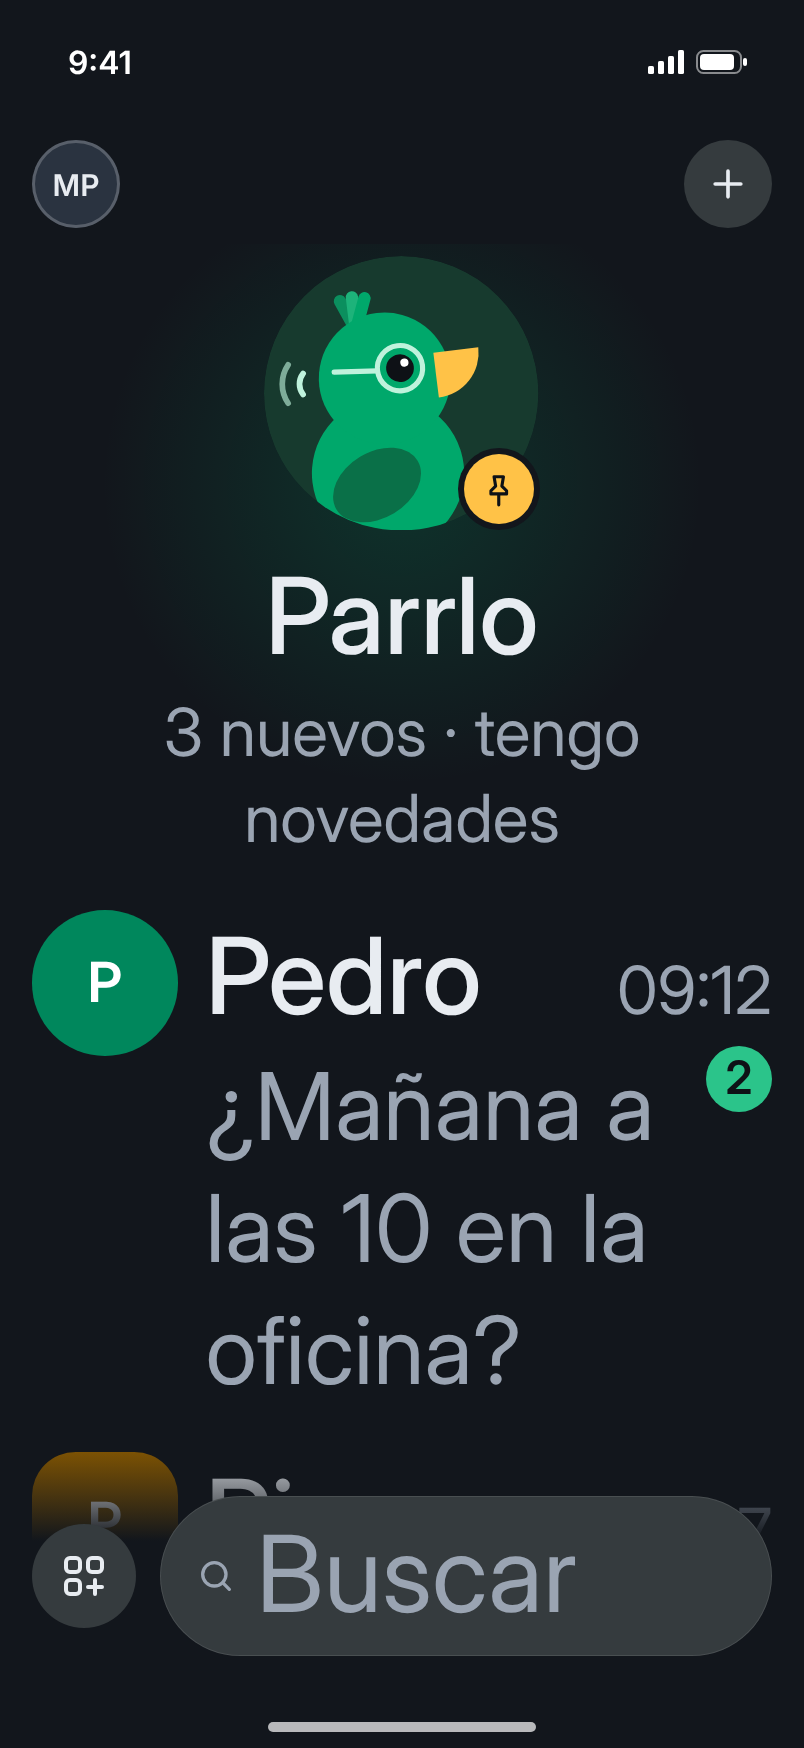 9:41
MP
Parrlo
3 nuevos · tengo
novedades
P
Pedro
09:12
¿Mañana a
2
las 10 en la
oficina?
Buscar